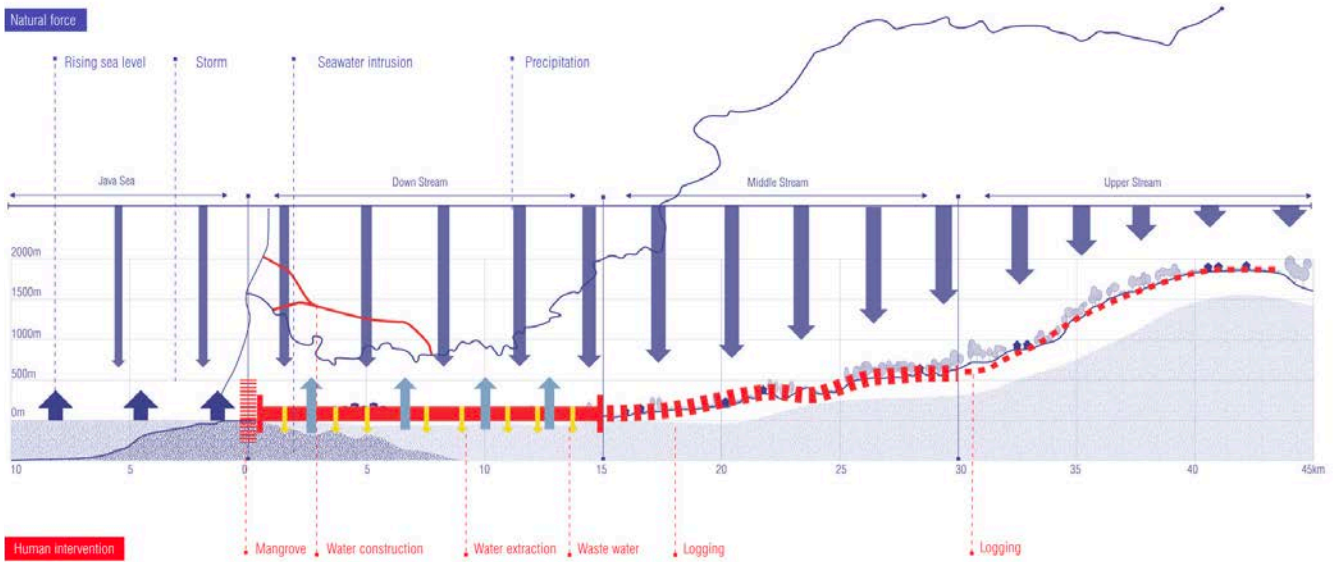 Natural force
Rising sea level
Storm
Seawater intrusion
Precipitation
Java Sea
Down Stream
Middle Stream
Upper Stream
2000m
1500m
1000m
500m
0m
10
5
0
5
10
15
20
25
30
35
40
45km
Human intervention
Mangrove
Water construction
Water extraction
Waste water
Logging
Logging